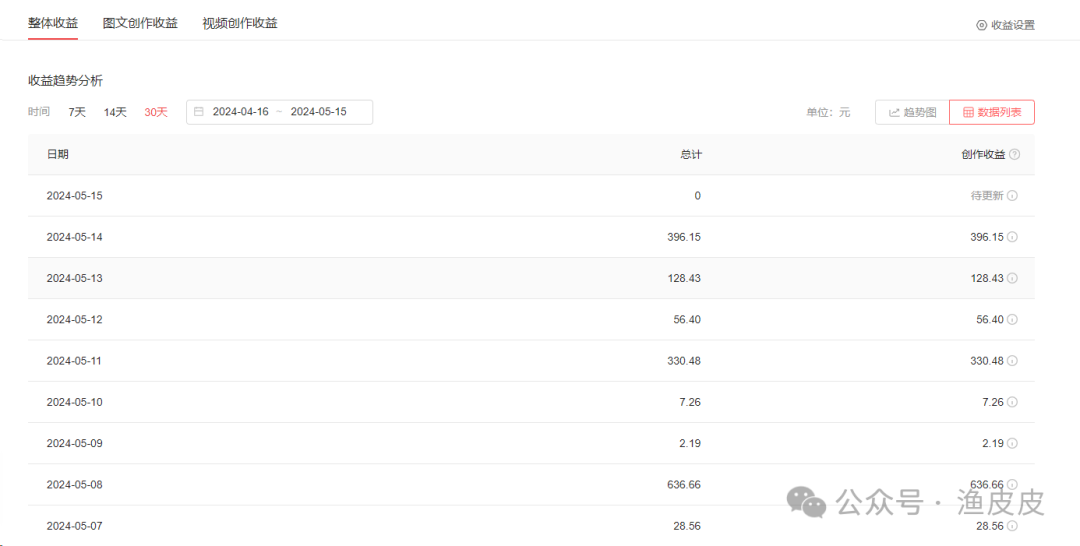 整体收益 图文创作收益 视频创作收益 收益设置
收益趋势分析
时间 7天 14天 30天 2024-04-16 ~ 2024-05-15 单位：元 趋势图 数据列表
日期 总计 创作收益
2024-05-15 0 待更新
2024-05-14 396.15 396.15
2024-05-13 128.43 128.43
2024-05-12 56.40 56.40
2024-05-11 330.48 330.48
2024-05-10 7.26 7.26
2024-05-09 2.19 2.19
2024-05-08 636.66 636.66
公众号 · 渔皮皮
2024-05-07 28.56 28.56